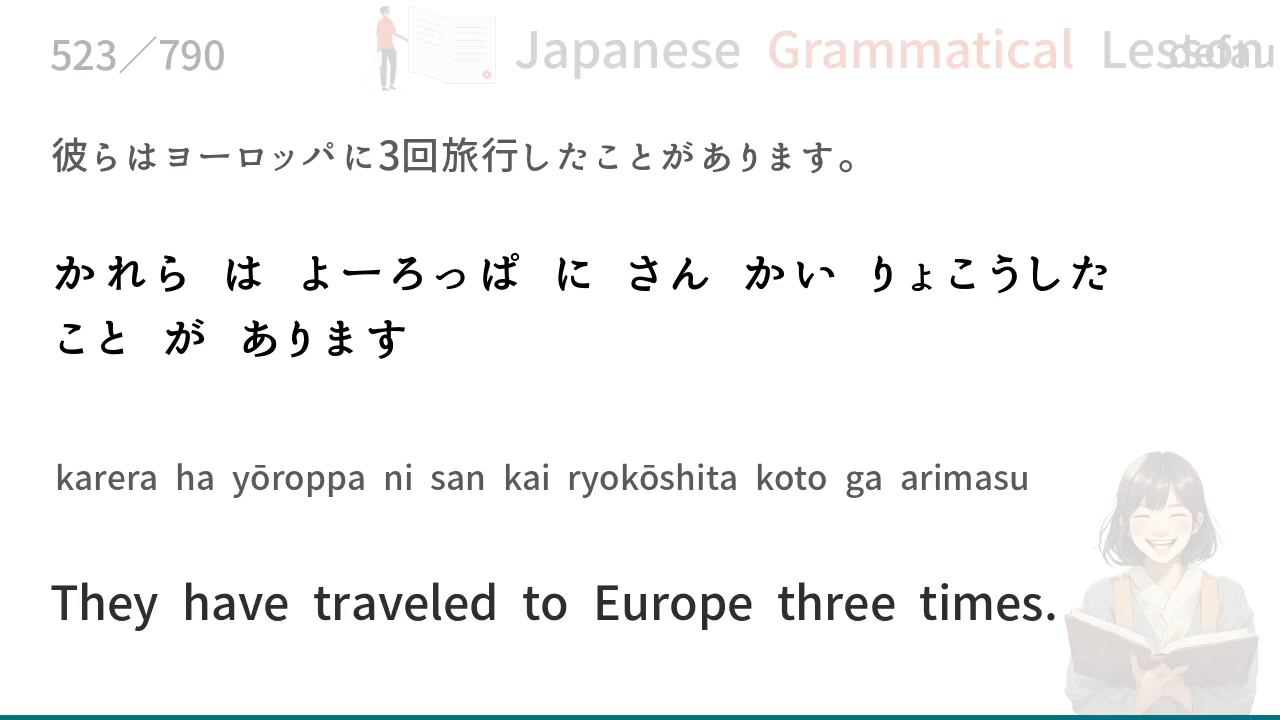 523／790
Japanese Grammatical Lesson
defau
彼らはヨーロッパに3回旅行したことがあります。
かれら は よーろっぱ に さん かい りょこうした
こと が あります
karera ha yōroppa ni san kai ryokōshita koto ga arimasu
They have traveled to Europe three times.